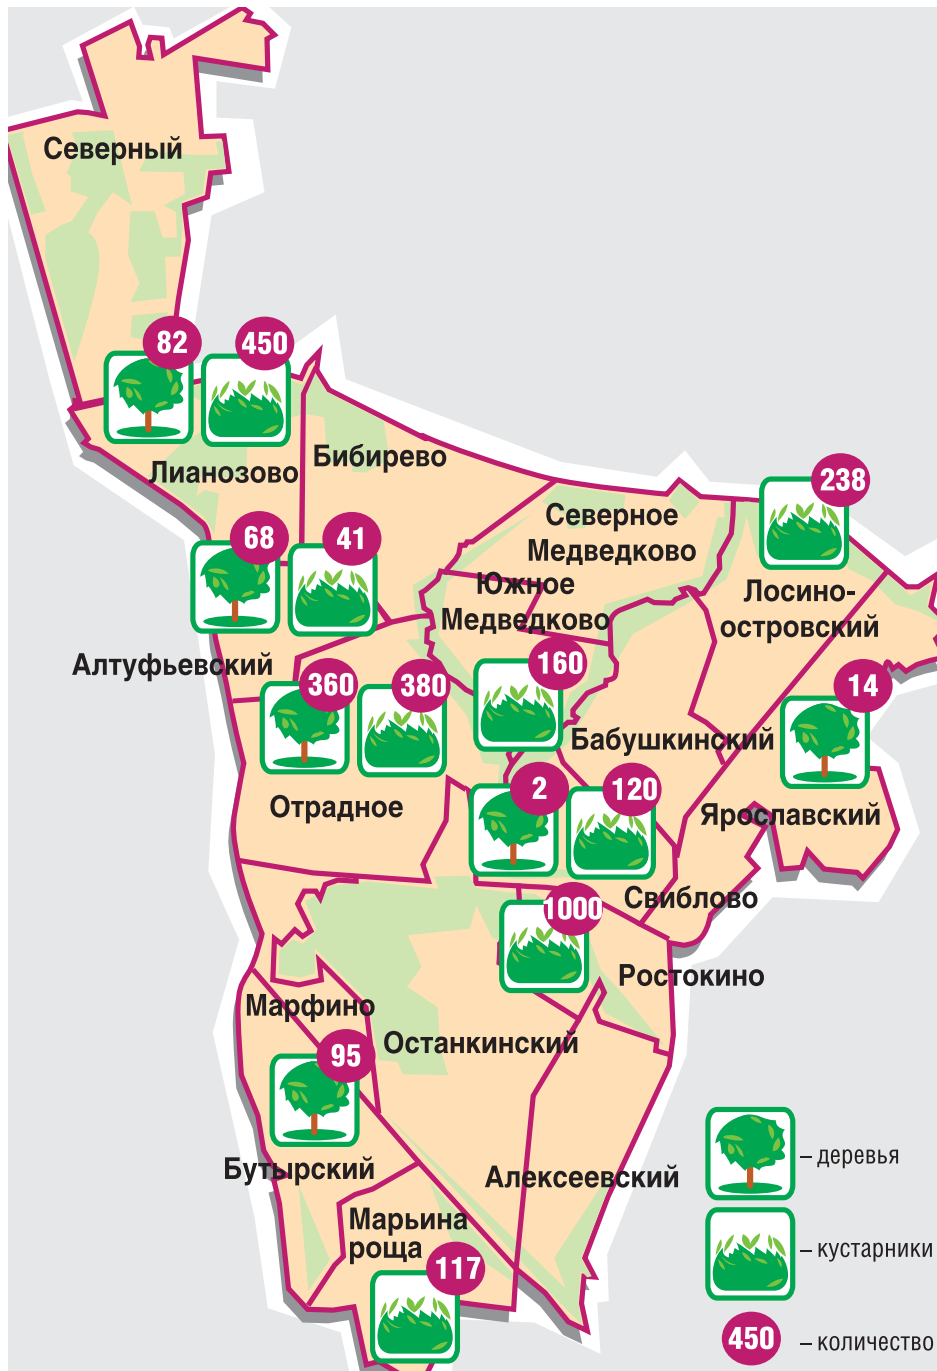 Северный
82
450
Лианозово
Бибирево
238
Северное
Медведково
68
41
Южное
Медведково
Лосино-
островский
Алтуфьевский
160
360
380
14
Бабушкинский
Отрадное
2
120
Ярославский
Свиблово
1000
Ростокино
Марфино
Останкинский
95
Бутырский
Алексеевский
Марьина
роща
117
– деревья
– кустарники
450 – количество